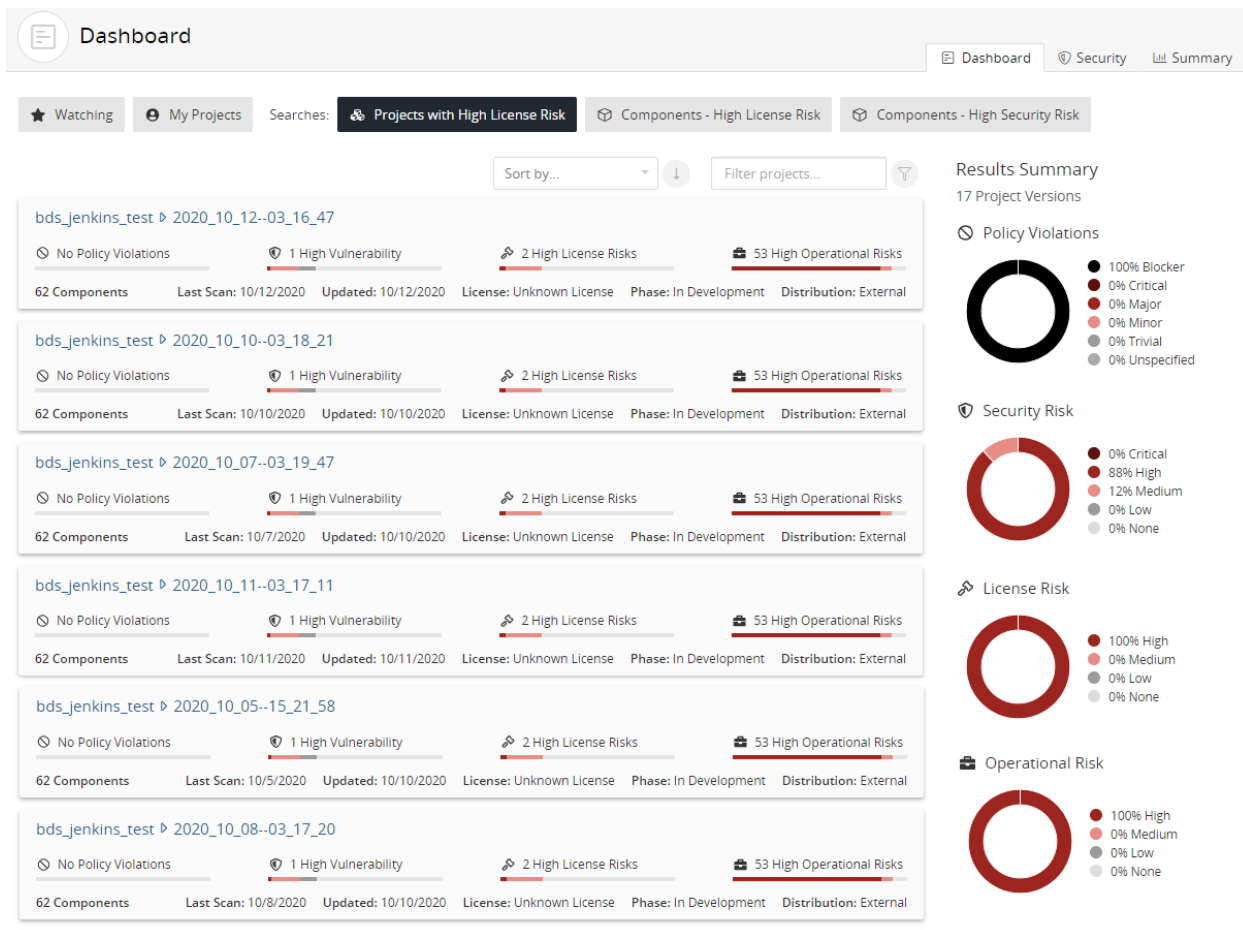 Dashboard
Dashboard Security Summary
Watching My Projects Searches: Projects with High License Risk Components - High License Risk Components - High Security Risk
Sort by... Filter projects...
bds_jenkins_test 2020_10_12--03_16_47
No Policy Violations 1 High Vulnerability 2 High License Risks 53 High Operational Risks
62 Components Last Scan: 10/12/2020 Updated: 10/12/2020 License: Unknown License Phase: In Development Distribution: External
bds_jenkins_test 2020_10_10--03_18_21
No Policy Violations 1 High Vulnerability 2 High License Risks 53 High Operational Risks
62 Components Last Scan: 10/10/2020 Updated: 10/10/2020 License: Unknown License Phase: In Development Distribution: External
bds_jenkins_test 2020_10_07--03_19_47
No Policy Violations 1 High Vulnerability 2 High License Risks 53 High Operational Risks
62 Components Last Scan: 10/7/2020 Updated: 10/10/2020 License: Unknown License Phase: In Development Distribution: External
bds_jenkins_test 2020_10_11--03_17_11
No Policy Violations 1 High Vulnerability 2 High License Risks 53 High Operational Risks
62 Components Last Scan: 10/11/2020 Updated: 10/11/2020 License: Unknown License Phase: In Development Distribution: External
bds_jenkins_test 2020_10_05--15_21_58
No Policy Violations 1 High Vulnerability 2 High License Risks 53 High Operational Risks
62 Components Last Scan: 10/5/2020 Updated: 10/10/2020 License: Unknown License Phase: In Development Distribution: External
bds_jenkins_test 2020_10_08--03_17_20
No Policy Violations 1 High Vulnerability 2 High License Risks 53 High Operational Risks
62 Components Last Scan: 10/8/2020 Updated: 10/10/2020 License: Unknown License Phase: In Development Distribution: External
Results Summary
17 Project Versions
Policy Violations
100% Blocker
0% Critical
0% Major
0% Minor
0% Trivial
0% Unspecified
Security Risk
0% Critical
88% High
12% Medium
0% Low
0% None
License Risk
100% High
0% Medium
0% Low
0% None
Operational Risk
100% High
0% Medium
0% Low
0% None